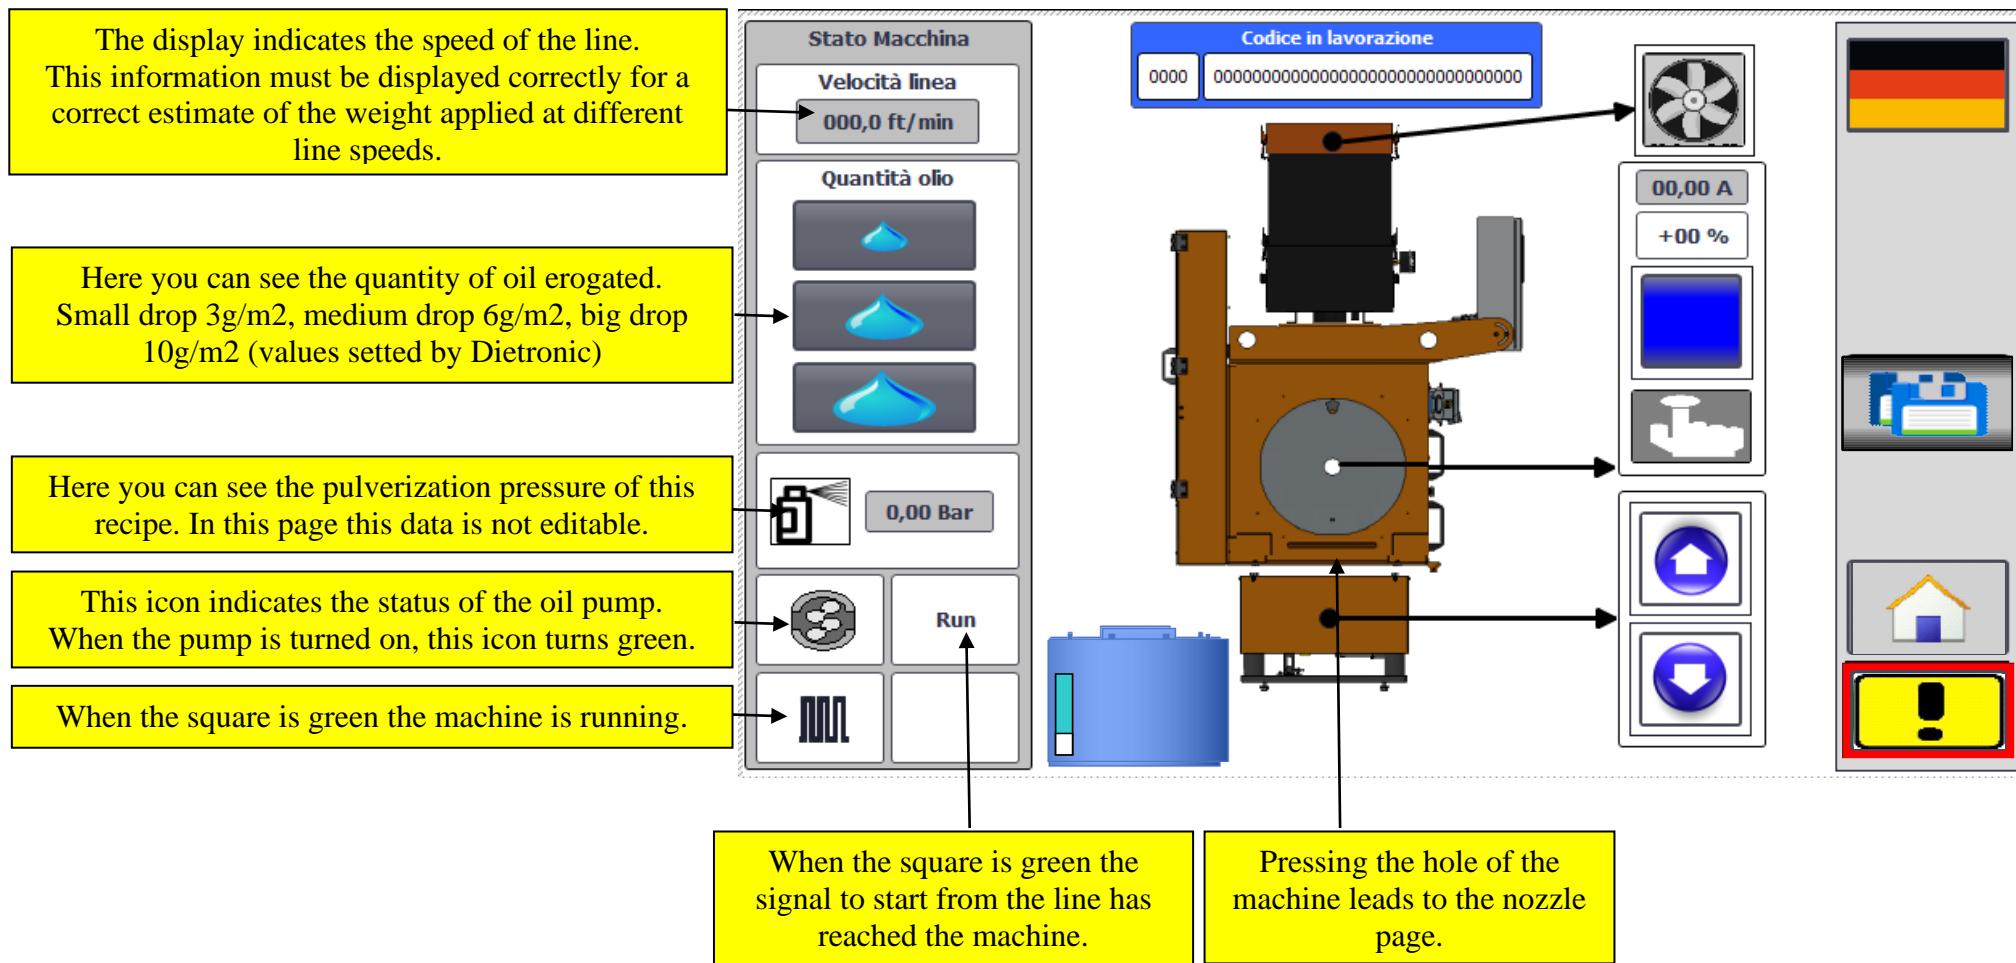 The display indicates the speed of the line.
This information must be displayed correctly for a
correct estimate of the weight applied at different
line speeds.
Here you can see the quantity of oil erogated.
Small drop 3g/m2, medium drop 6g/m2, big drop
10g/m2 (values setted by Dietronic)
Here you can see the pulverization pressure of this
recipe. In this page this data is not editable.
This icon indicates the status of the oil pump.
When the pump is turned on, this icon turns green.
When the square is green the machine is running.
Stato Macchina
Velocità linea
000,0 ft/min
Quantità olio
0,00 Bar
Run
Codice in lavorazione
0000 00000000000000000000000000000000
00,00 A
+00 %
When the square is green the
signal to start from the line has
reached the machine.
Pressing the hole of the
machine leads to the nozzle
page.